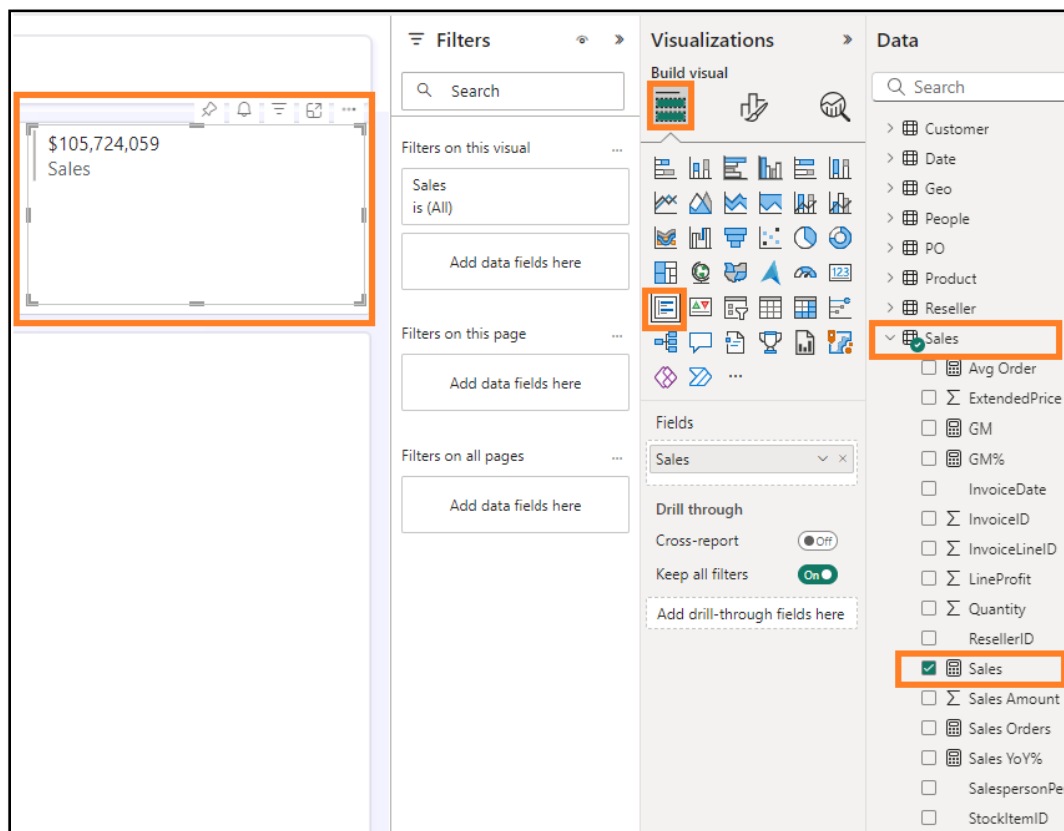 $105,724,059
Sales
Filters
Search
Filters on this visual
...
Sales
is (All)
Add data fields here
Filters on this page
...
Add data fields here
Filters on all pages
...
Add data fields here
Visualizations
Build visual
123
...
Fields
Sales
Drill through
Cross-report
Off
Keep all filters
On
Add drill-through fields here
Data
Search
Customer
Date
Geo
People
PO
Product
Reseller
Sales
Avg Order
ExtendedPrice
GM
GM%
InvoiceDate
InvoiceID
InvoiceLineID
LineProfit
Quantity
ResellerID
Sales
Sales Amount
Sales Orders
Sales YoY%
SalespersonPe
StockItemID